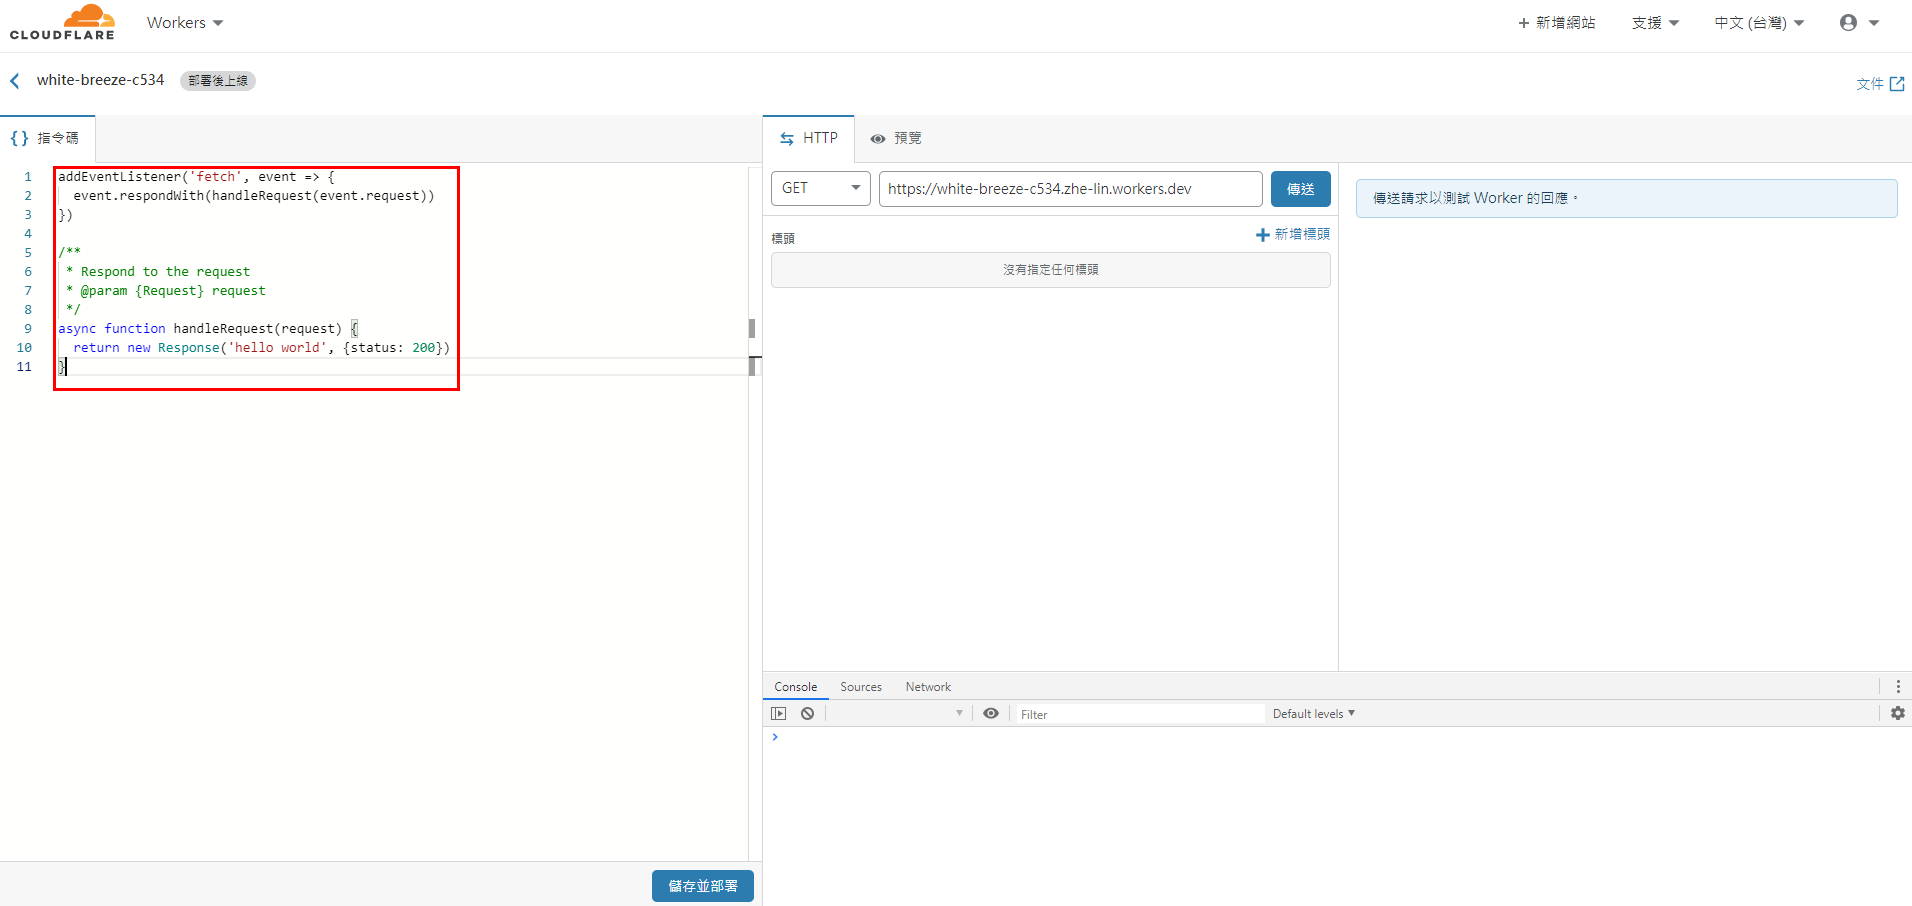 CLOUDFLARE
Workers
新增網站
支援
中文 (台灣)
white-breeze-c534
部署後上線
文件
{} 指令碼
HTTP
預覽
1 addEventListener('fetch', event => {
2 event.respondWith(handleRequest(event.request))
3 })
4
5 /**
6 * Respond to the request
7 * @param {Request} request
8 */
9 async function handleRequest(request) {
10 return new Response('hello world', {status: 200})
11 }
GET
https://white-breeze-c534.zhe-lin.workers.dev
傳送
標頭
新增標頭
沒有指定任何標頭
傳送請求以測試 Worker 的回應。
Console Sources Network
Filter
Default levels
儲存並部署